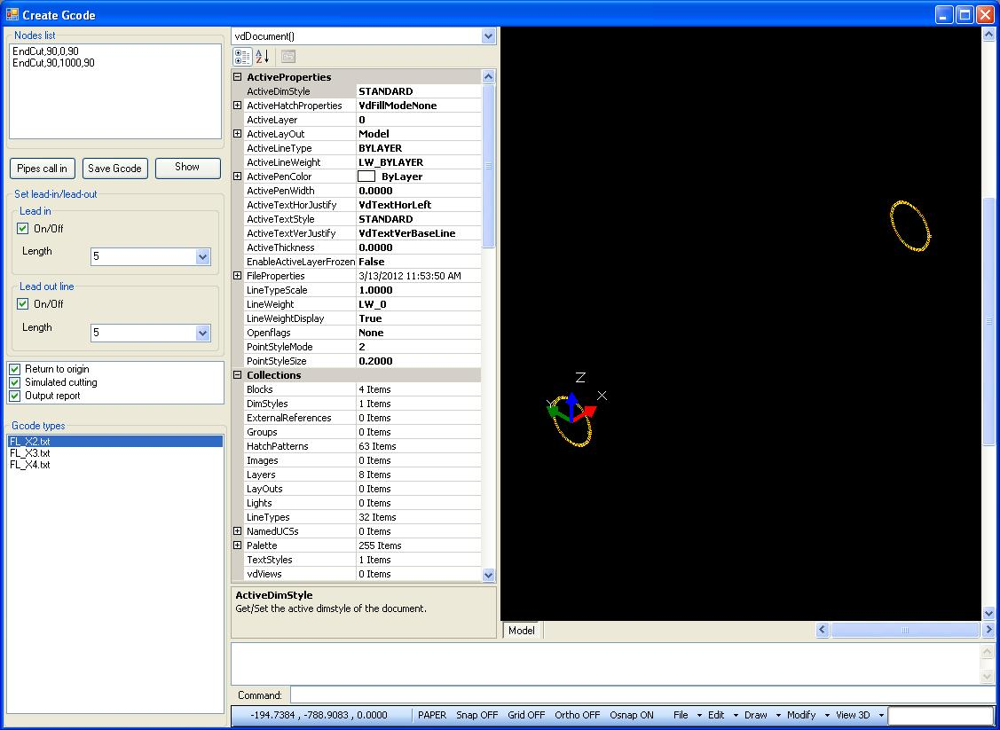 Create Gcode
Nodes list
EndCut,90,0,90
EndCut,90,1000,90
Pipes call in
Save Gcode
Show
Set lead-in/lead-out
Lead in
On/Off
Length
5
Lead out line
On/Off
Length
5
Return to origin
Simulated cutting
Output report
Gcode types
FL_X2.txt
FL_X3.txt
FL_X4.txt
vdDocument()
ActiveProperties
ActiveDimStyle STANDARD
ActiveHatchProperties VdFillModeNone
ActiveLayer 0
ActiveLayOut Model
ActiveLineType BYLAYER
ActiveLineWeight LW_BYLAYER
ActivePenColor ByLayer
ActivePenWidth 0.0000
ActiveTextHorJustify VdTextHorLeft
ActiveTextStyle STANDARD
ActiveTextVerJustify VdTextVerBaseLine
ActiveThickness 0.0000
EnableActiveLayerFrozen False
FileProperties 3/13/2012 11:53:50 AM
LineTypeScale 1.0000
LineWeight LW_0
LineWeightDisplay True
Openflags None
PointStyleMode 2
PointStyleSize 0.2000
Collections
Blocks 4 Items
DimStyles 1 Items
ExternalReferences 0 Items
Groups 0 Items
HatchPatterns 63 Items
Images 0 Items
Layers 8 Items
LayOuts 0 Items
Lights 0 Items
LineTypes 32 Items
NamedUCSs 0 Items
Palette 255 Items
TextStyles 1 Items
vdViews 0 Items
ActiveDimStyle
Get/Set the active dimstyle of the document.
Z
X
Y
Model
Command:
-194.7384 , -788.9083 , 0.0000 PAPER Snap OFF Grid OFF Ortho OFF Osnap ON File Edit Draw Modify View 3D